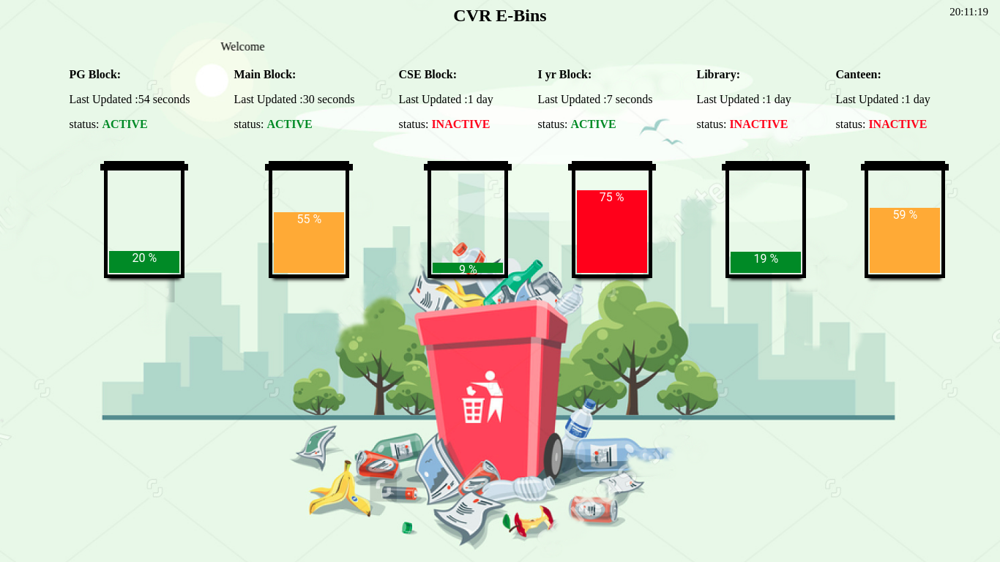 CVR E-Bins
20:11:19
Welcome
PG Block:
Last Updated :54 seconds
status: ACTIVE
Main Block:
Last Updated :30 seconds
status: ACTIVE
CSE Block:
Last Updated :1 day
status: INACTIVE
I yr Block:
Last Updated :7 seconds
status: ACTIVE
Library:
Last Updated :1 day
status: INACTIVE
Canteen:
Last Updated :1 day
status: INACTIVE
20 %
55 %
9 %
75 %
19 %
59 %